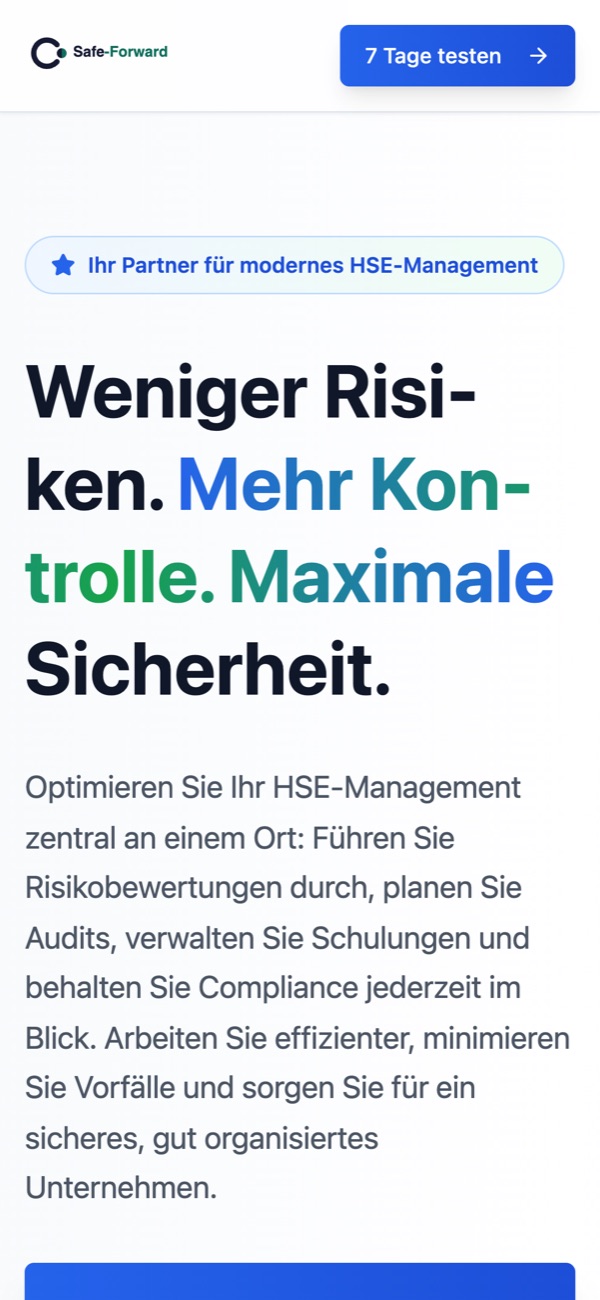 Safe-Forward
7 Tage testen
Ihr Partner für modernes HSE-Management
Weniger Risi-
ken. Mehr Kon-
trolle. Maximale
Sicherheit.
Optimieren Sie Ihr HSE-Management
zentral an einem Ort: Führen Sie
Risikobewertungen durch, planen Sie
Audits, verwalten Sie Schulungen und
behalten Sie Compliance jederzeit im
Blick. Arbeiten Sie effizienter, minimieren
Sie Vorfälle und sorgen Sie für ein
sicheres, gut organisiertes
Unternehmen.